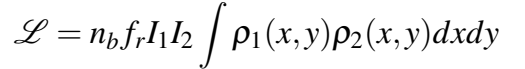 ℒ = n_b f_r I_1 I_2 ∫ ρ_1(x,y)ρ_2(x,y)dxdy